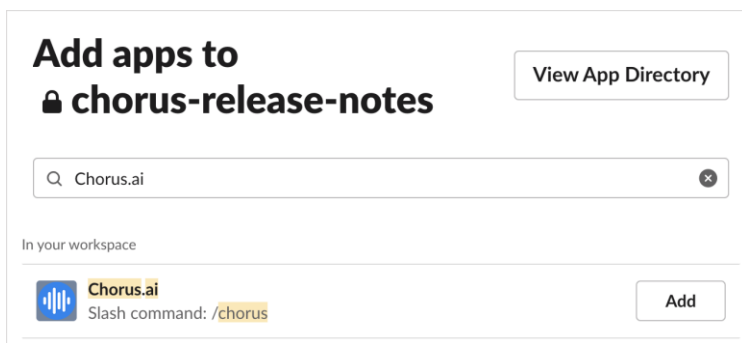 Add apps to
chorus-release-notes
View App Directory
Chorus.ai
In your workspace
Chorus.ai
Slash command: /chorus
Add